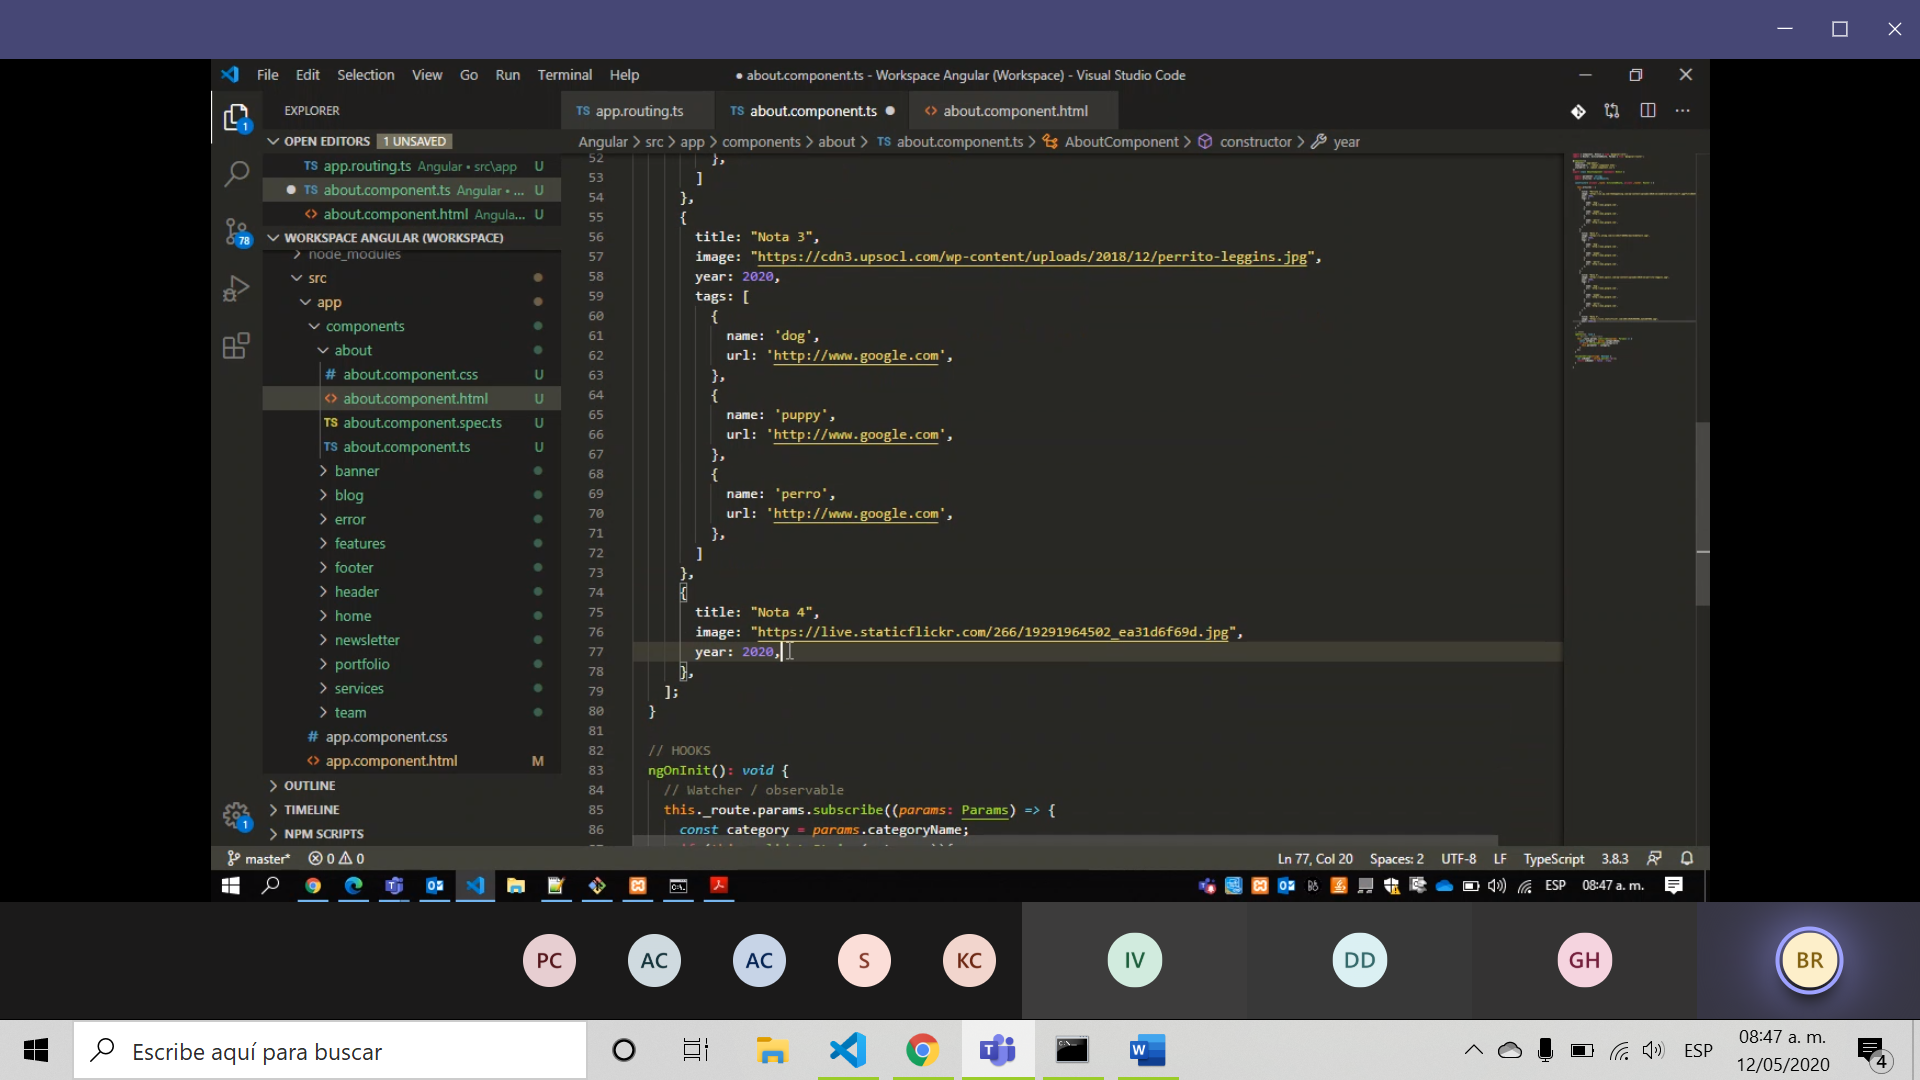 File Edit Selection View Go Run Terminal Help
● about.component.ts - Workspace Angular (Workspace) - Visual Studio Code
EXPLORER
TS app.routing.ts
TS about.component.ts ●
<> about.component.html
OPEN EDITORS 1 UNSAVED
TS app.routing.ts Angular • src\app U
● TS about.component.ts Angular • ... U
<> about.component.html Angula... U
WORKSPACE ANGULAR (WORKSPACE)
node_modules
src
app
components
about
# about.component.css U
<> about.component.html U
TS about.component.spec.ts U
TS about.component.ts U
banner
blog
error
features
footer
header
home
newsletter
portfolio
services
team
# app.component.css
<> app.component.html M
OUTLINE
TIMELINE
NPM SCRIPTS
1
78
1
Angular > src > app > components > about > TS about.component.ts > AboutComponent > constructor > year
52 },
53 ]
54 },
55 {
56 title: "Nota 3",
57 image: "https://cdn3.upsocl.com/wp-content/uploads/2018/12/perrito-leggins.jpg",
58 year: 2020,
59 tags: [
60 {
61 name: 'dog',
62 url: 'http://www.google.com',
63 },
64 {
65 name: 'puppy',
66 url: 'http://www.google.com',
67 },
68 {
69 name: 'perro',
70 url: 'http://www.google.com',
71 },
72 ]
73 },
74 {
75 title: "Nota 4",
76 image: "https://live.staticflickr.com/266/19291964502_ea31d6f69d.jpg",
77 year: 2020,
78 },
79 ];
80 }
81
82 // HOOKS
83 ngOnInit(): void {
84 // Watcher / observable
85 this._route.params.subscribe((params: Params) => {
86 const category = params.categoryName;
master* 0 0
Ln 77, Col 20 Spaces: 2 UTF-8 LF TypeScript 3.8.3
ESP 08:47 a. m.
PC AC AC S KC IV DD GH BR
Escribe aquí para buscar
ESP
08:47 a. m.
12/05/2020
4